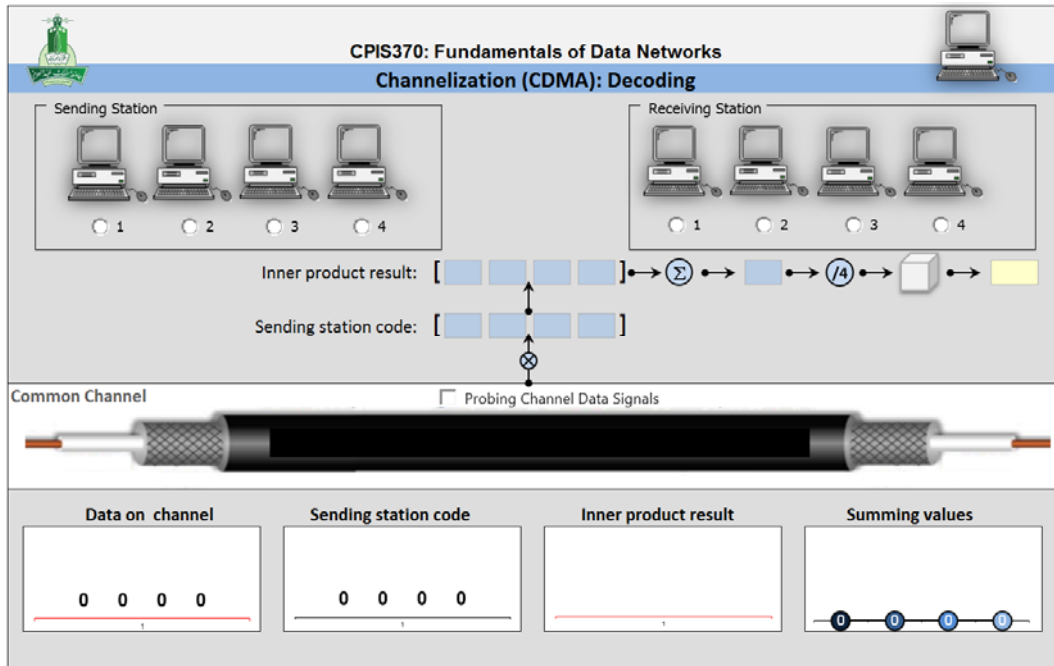 CPIS370: Fundamentals of Data Networks
Channelization (CDMA): Decoding
Sending Station
1 2 3 4
Receiving Station
1 2 3 4
Inner product result: [ ] Σ /4
Sending station code: [ ]
Common Channel
Probing Channel Data Signals
Data on channel
0 0 0 0
1
Sending station code
0 0 0 0
1
Inner product result
1
Summing values
0 0 0 0
1